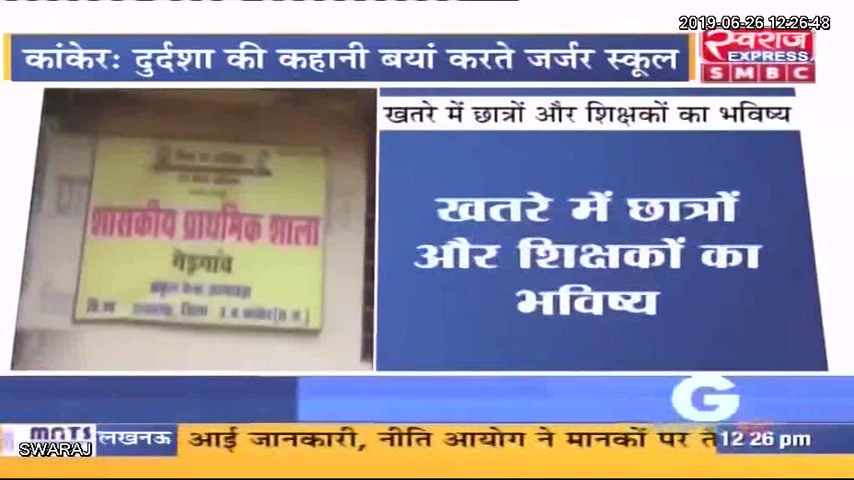 2019-06-26 12:26:48
कांकेर: दुर्दशा की कहानी बयां करते जर्जर स्कूल
स्वराज
EXPRESS
SMBC
खतरे में छात्रों और शिक्षकों का भविष्य
शासकीय प्राथमिक शाला
खतरे में छात्रों
और शिक्षकों का
भविष्य
G
SWARAJ
लखनऊ
आई जानकारी, नीति आयोग ने मानकों पर
12 26 pm